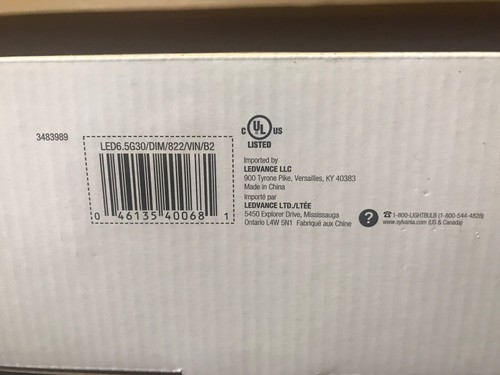 3483989
LED6.5G30/DIM/822/VIN/B2
0 46135 40068 1
C UL US
LISTED
Imported by
LEDVANCE LLC
900 Tyrone Pike, Versailles, KY 40383
Made in China
Importé par
LEDVANCE LTD./LTÉE
5450 Explorer Drive, Mississauga
Ontario L4W 5N1 Fabriqué aux Chine
? ☎1-800-LIGHTBULB (1-800-544-4828)
www.sylvania.com (US & Canada)